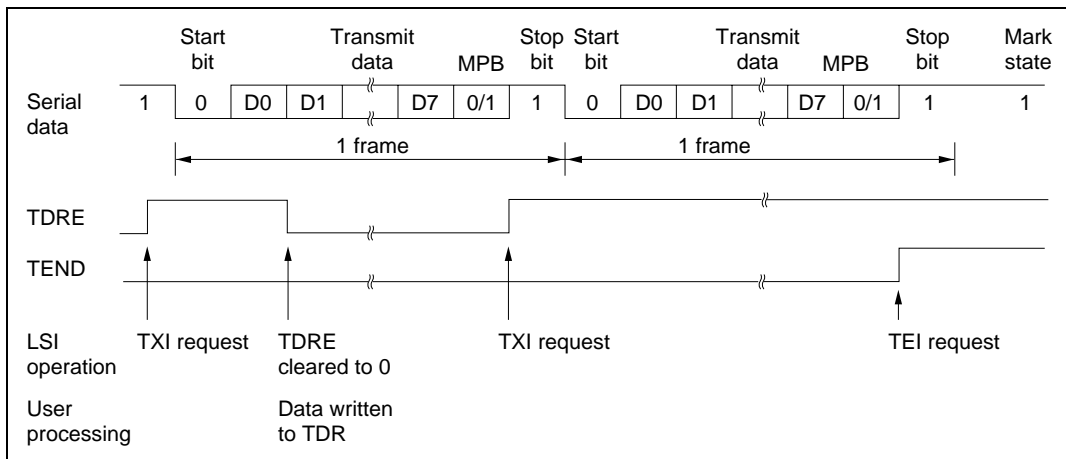 Start bit Transmit data MPB Stop bit Start bit Transmit data MPB Stop bit Mark state
Serial data 1 0 D0 D1 D7 0/1 1 0 D0 D1 D7 0/1 1 1
1 frame 1 frame
TDRE
TEND
LSI operation TXI request TDRE cleared to 0 TXI request TEI request
User processing Data written to TDR